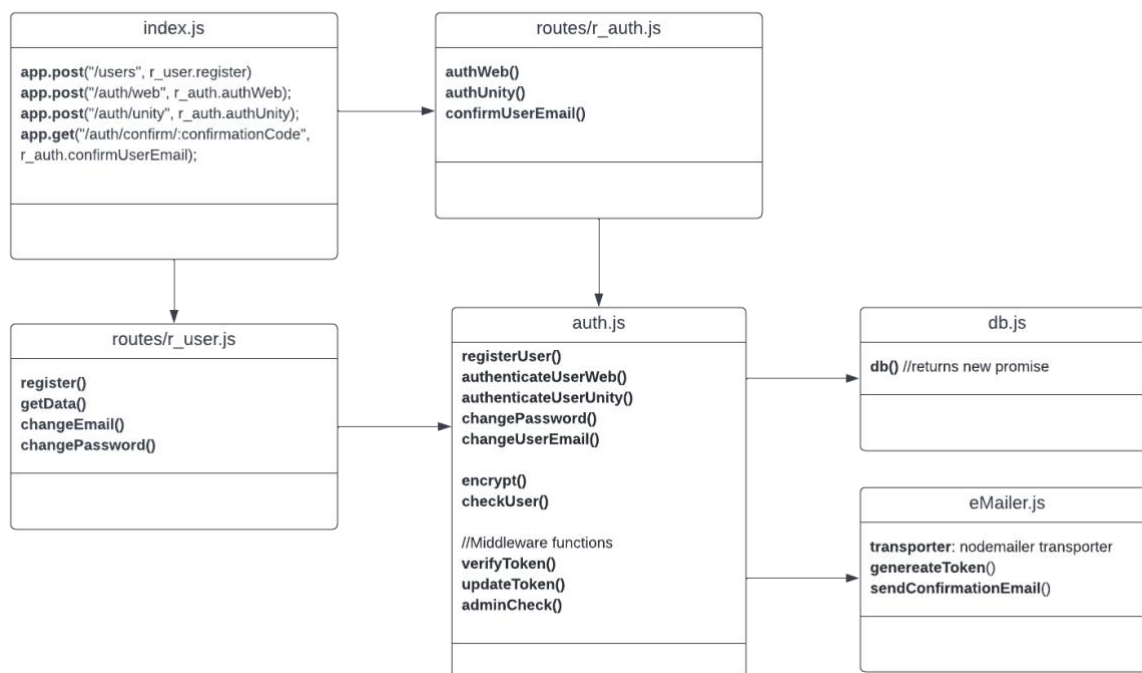 index.js
app.post("/users", r_user.register)
app.post("/auth/web", r_auth.authWeb);
app.post("/auth/unity", r_auth.authUnity);
app.get("/auth/confirm/:confirmationCode",
r_auth.confirmUserEmail);
routes/r_auth.js
authWeb()
authUnity()
confirmUserEmail()
routes/r_user.js
register()
getData()
changeEmail()
changePassword()
auth.js
registerUser()
authenticateUserWeb()
authenticateUserUnity()
changePassword()
changeUserEmail()
encrypt()
checkUser()
//Middleware functions
verifyToken()
updateToken()
adminCheck()
db.js
db() //returns new promise
eMailer.js
transporter: nodemailer transporter
genereateToken()
sendConfirmationEmail()